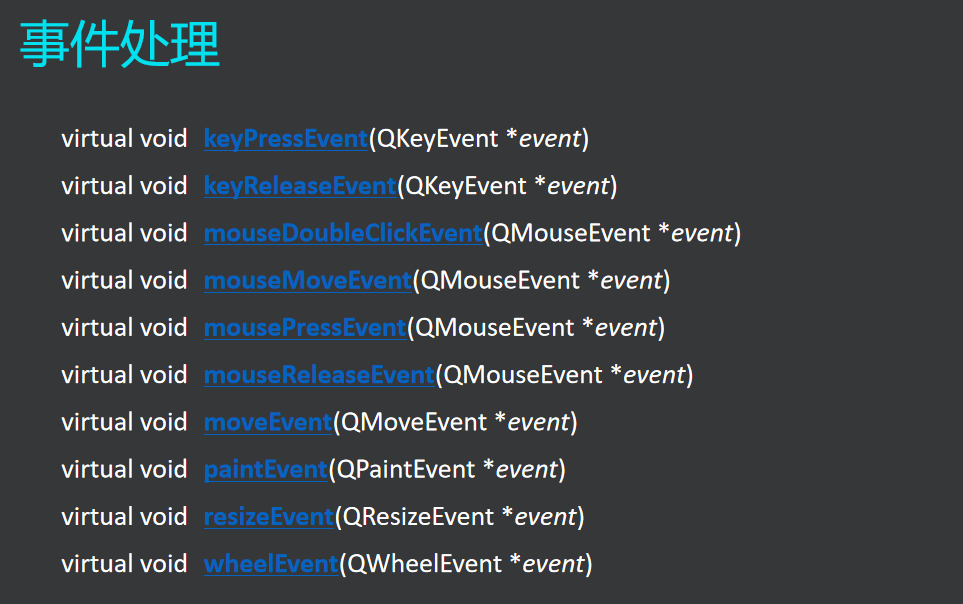 事件处理
virtual void keyPressEvent(QKeyEvent *event)
virtual void keyReleaseEvent(QKeyEvent *event)
virtual void mouseDoubleClickEvent(QMouseEvent *event)
virtual void mouseMoveEvent(QMouseEvent *event)
virtual void mousePressEvent(QMouseEvent *event)
virtual void mouseReleaseEvent(QMouseEvent *event)
virtual void moveEvent(QMoveEvent *event)
virtual void paintEvent(QPaintEvent *event)
virtual void resizeEvent(QResizeEvent *event)
virtual void wheelEvent(QWheelEvent *event)